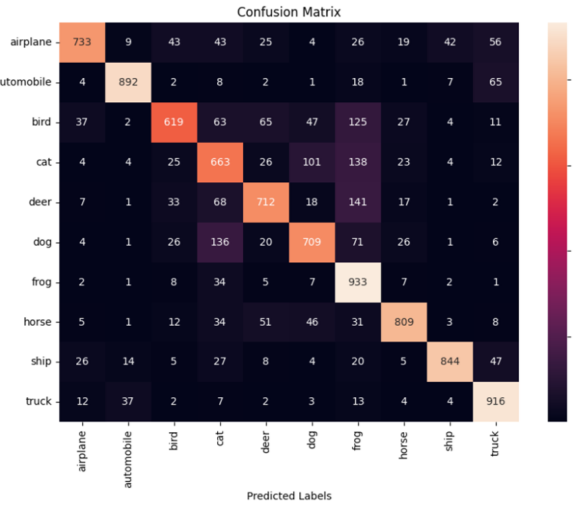 Confusion Matrix
airplane 733 9 43 43 25 4 26 19 42 56
utomobile 4 892 2 8 2 1 18 1 7 65
bird 37 2 619 63 65 47 125 27 4 11
cat 4 4 25 663 26 101 138 23 4 12
deer 7 1 33 68 712 18 141 17 1 2
dog 4 1 26 136 20 709 71 26 1 6
frog 2 1 8 34 5 7 933 7 2 1
horse 5 1 12 34 51 46 31 809 3 8
ship 26 14 5 27 8 4 20 5 844 47
truck 12 37 2 7 2 3 13 4 4 916
airplane automobile bird cat deer dog frog horse ship truck
Predicted Labels